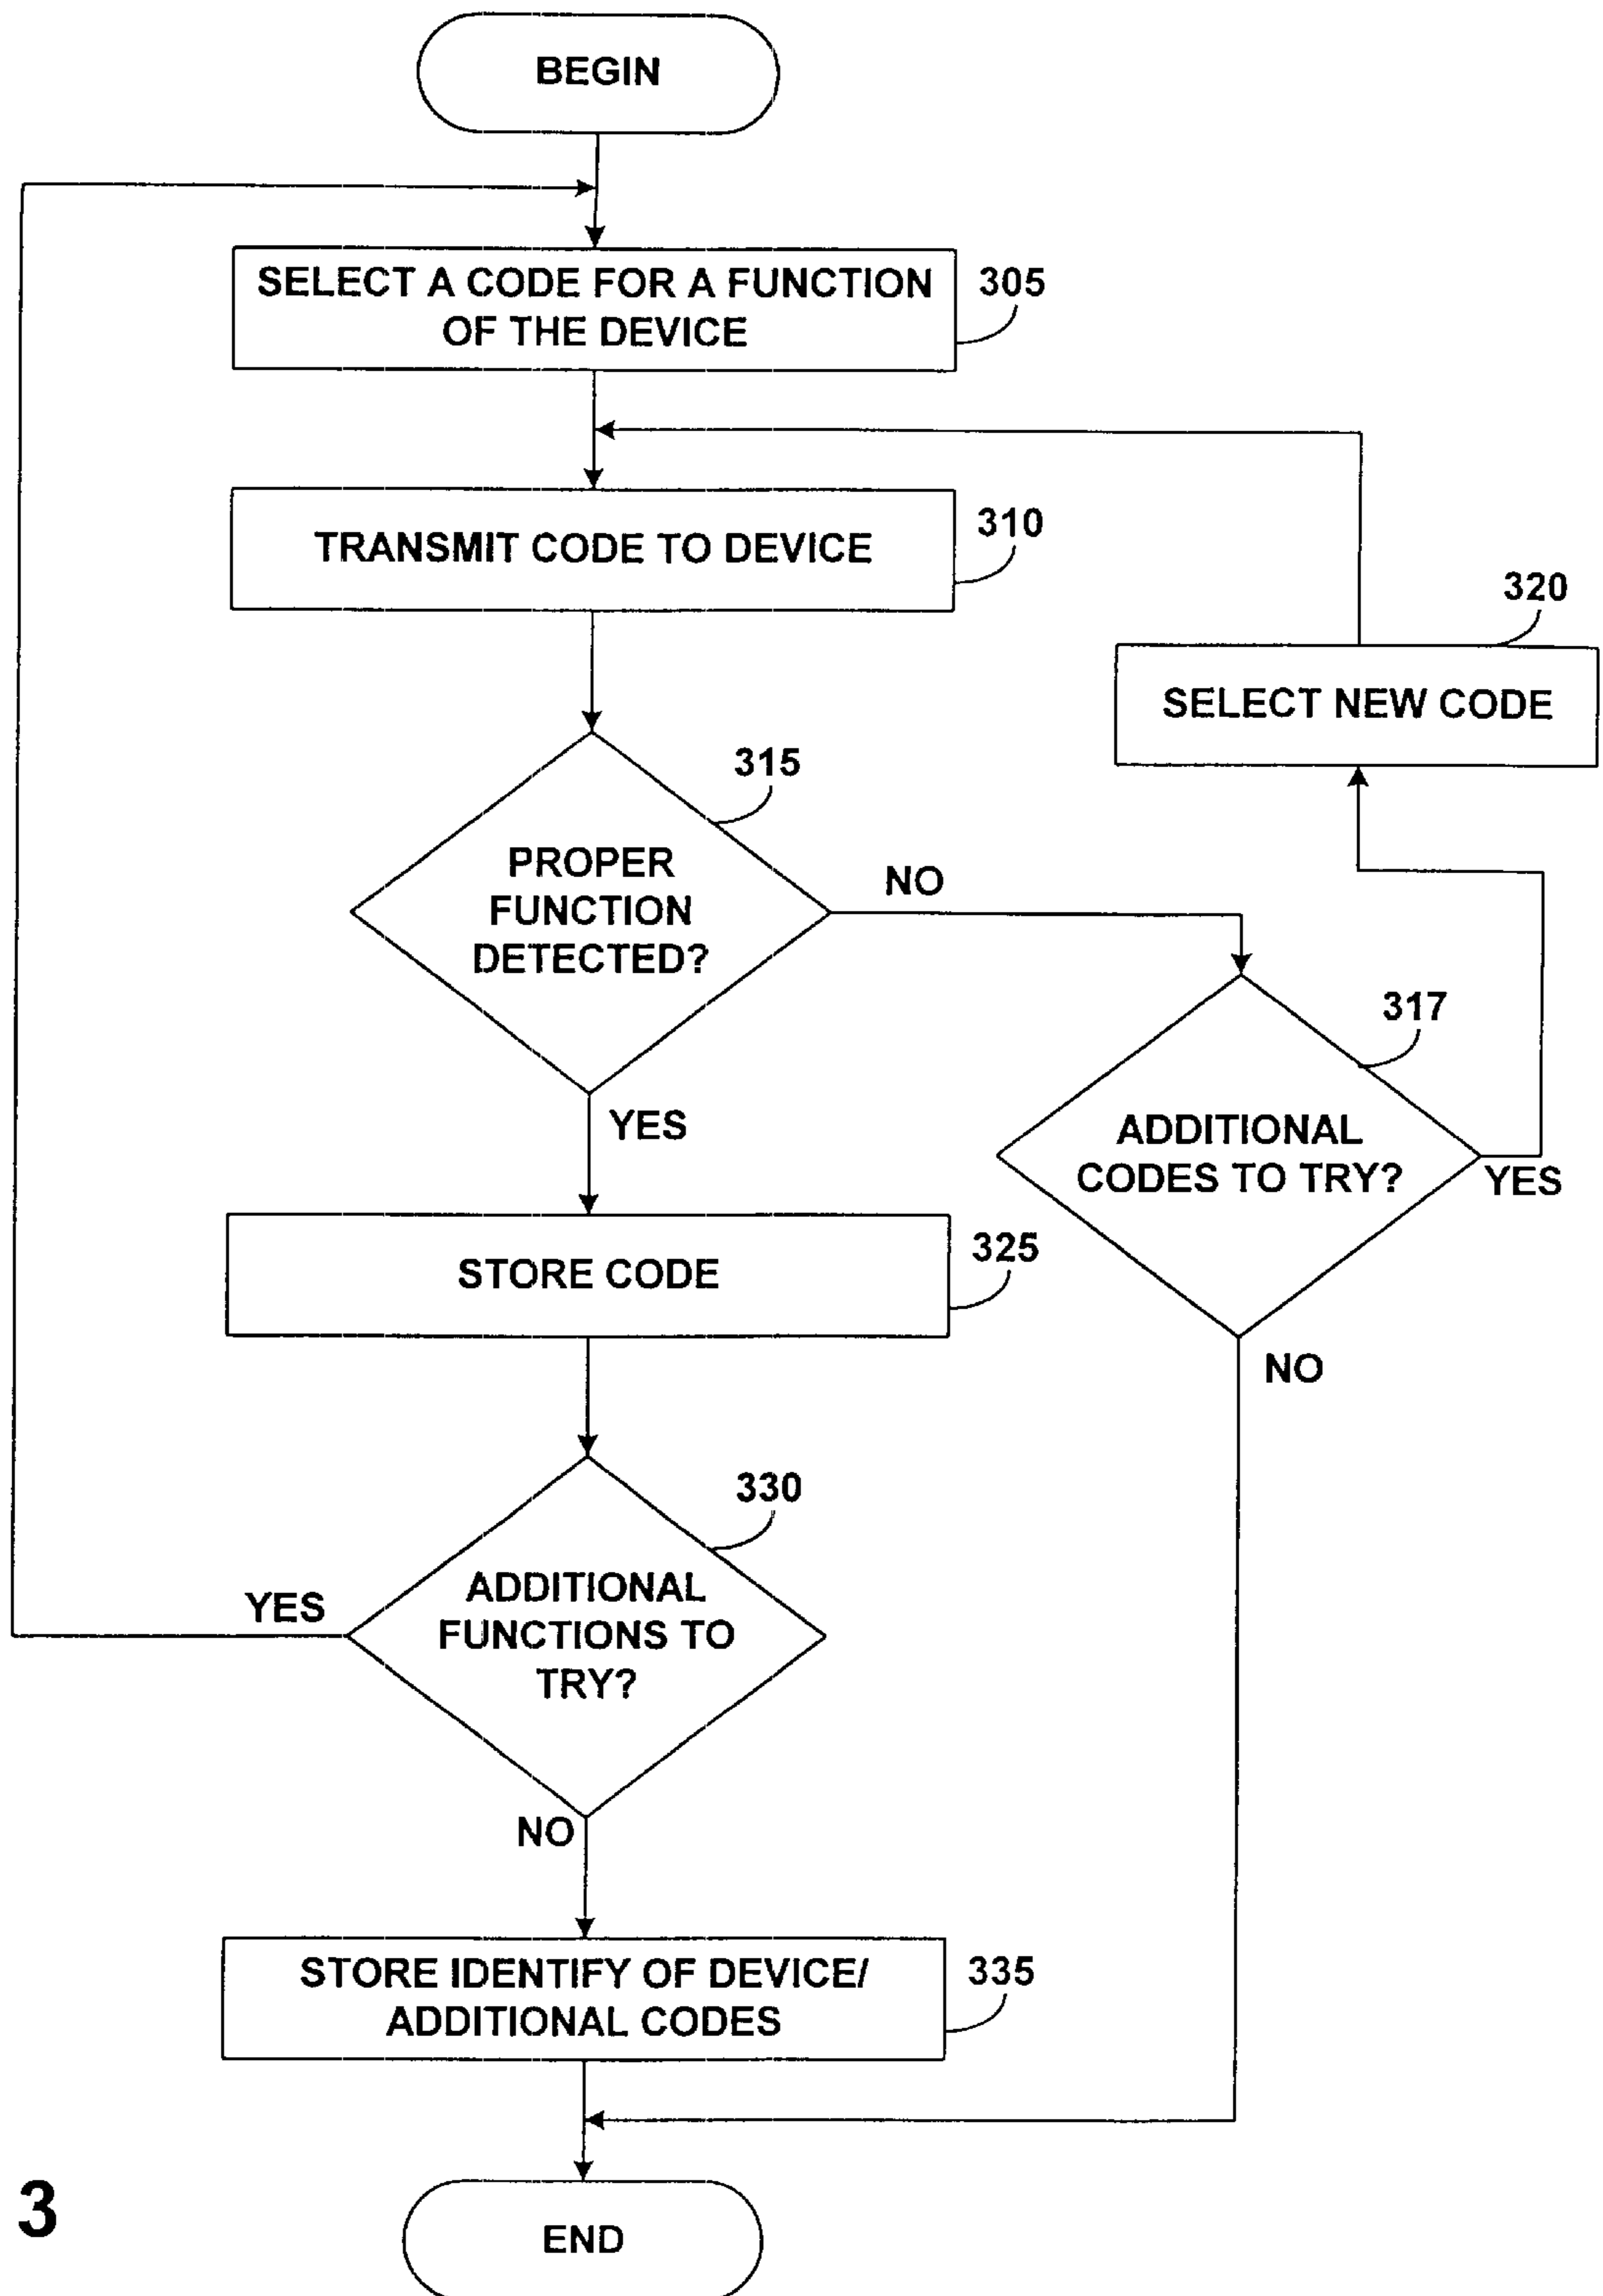 BEGIN
SELECT A CODE FOR A FUNCTION
OF THE DEVICE
305
TRANSMIT CODE TO DEVICE
310
320
SELECT NEW CODE
315
PROPER
FUNCTION
DETECTED?
NO
317
ADDITIONAL
CODES TO TRY?
YES
YES
NO
STORE CODE
325
330
ADDITIONAL
FUNCTIONS TO
TRY?
YES
NO
STORE IDENTIFY OF DEVICE/
ADDITIONAL CODES
335
END
3